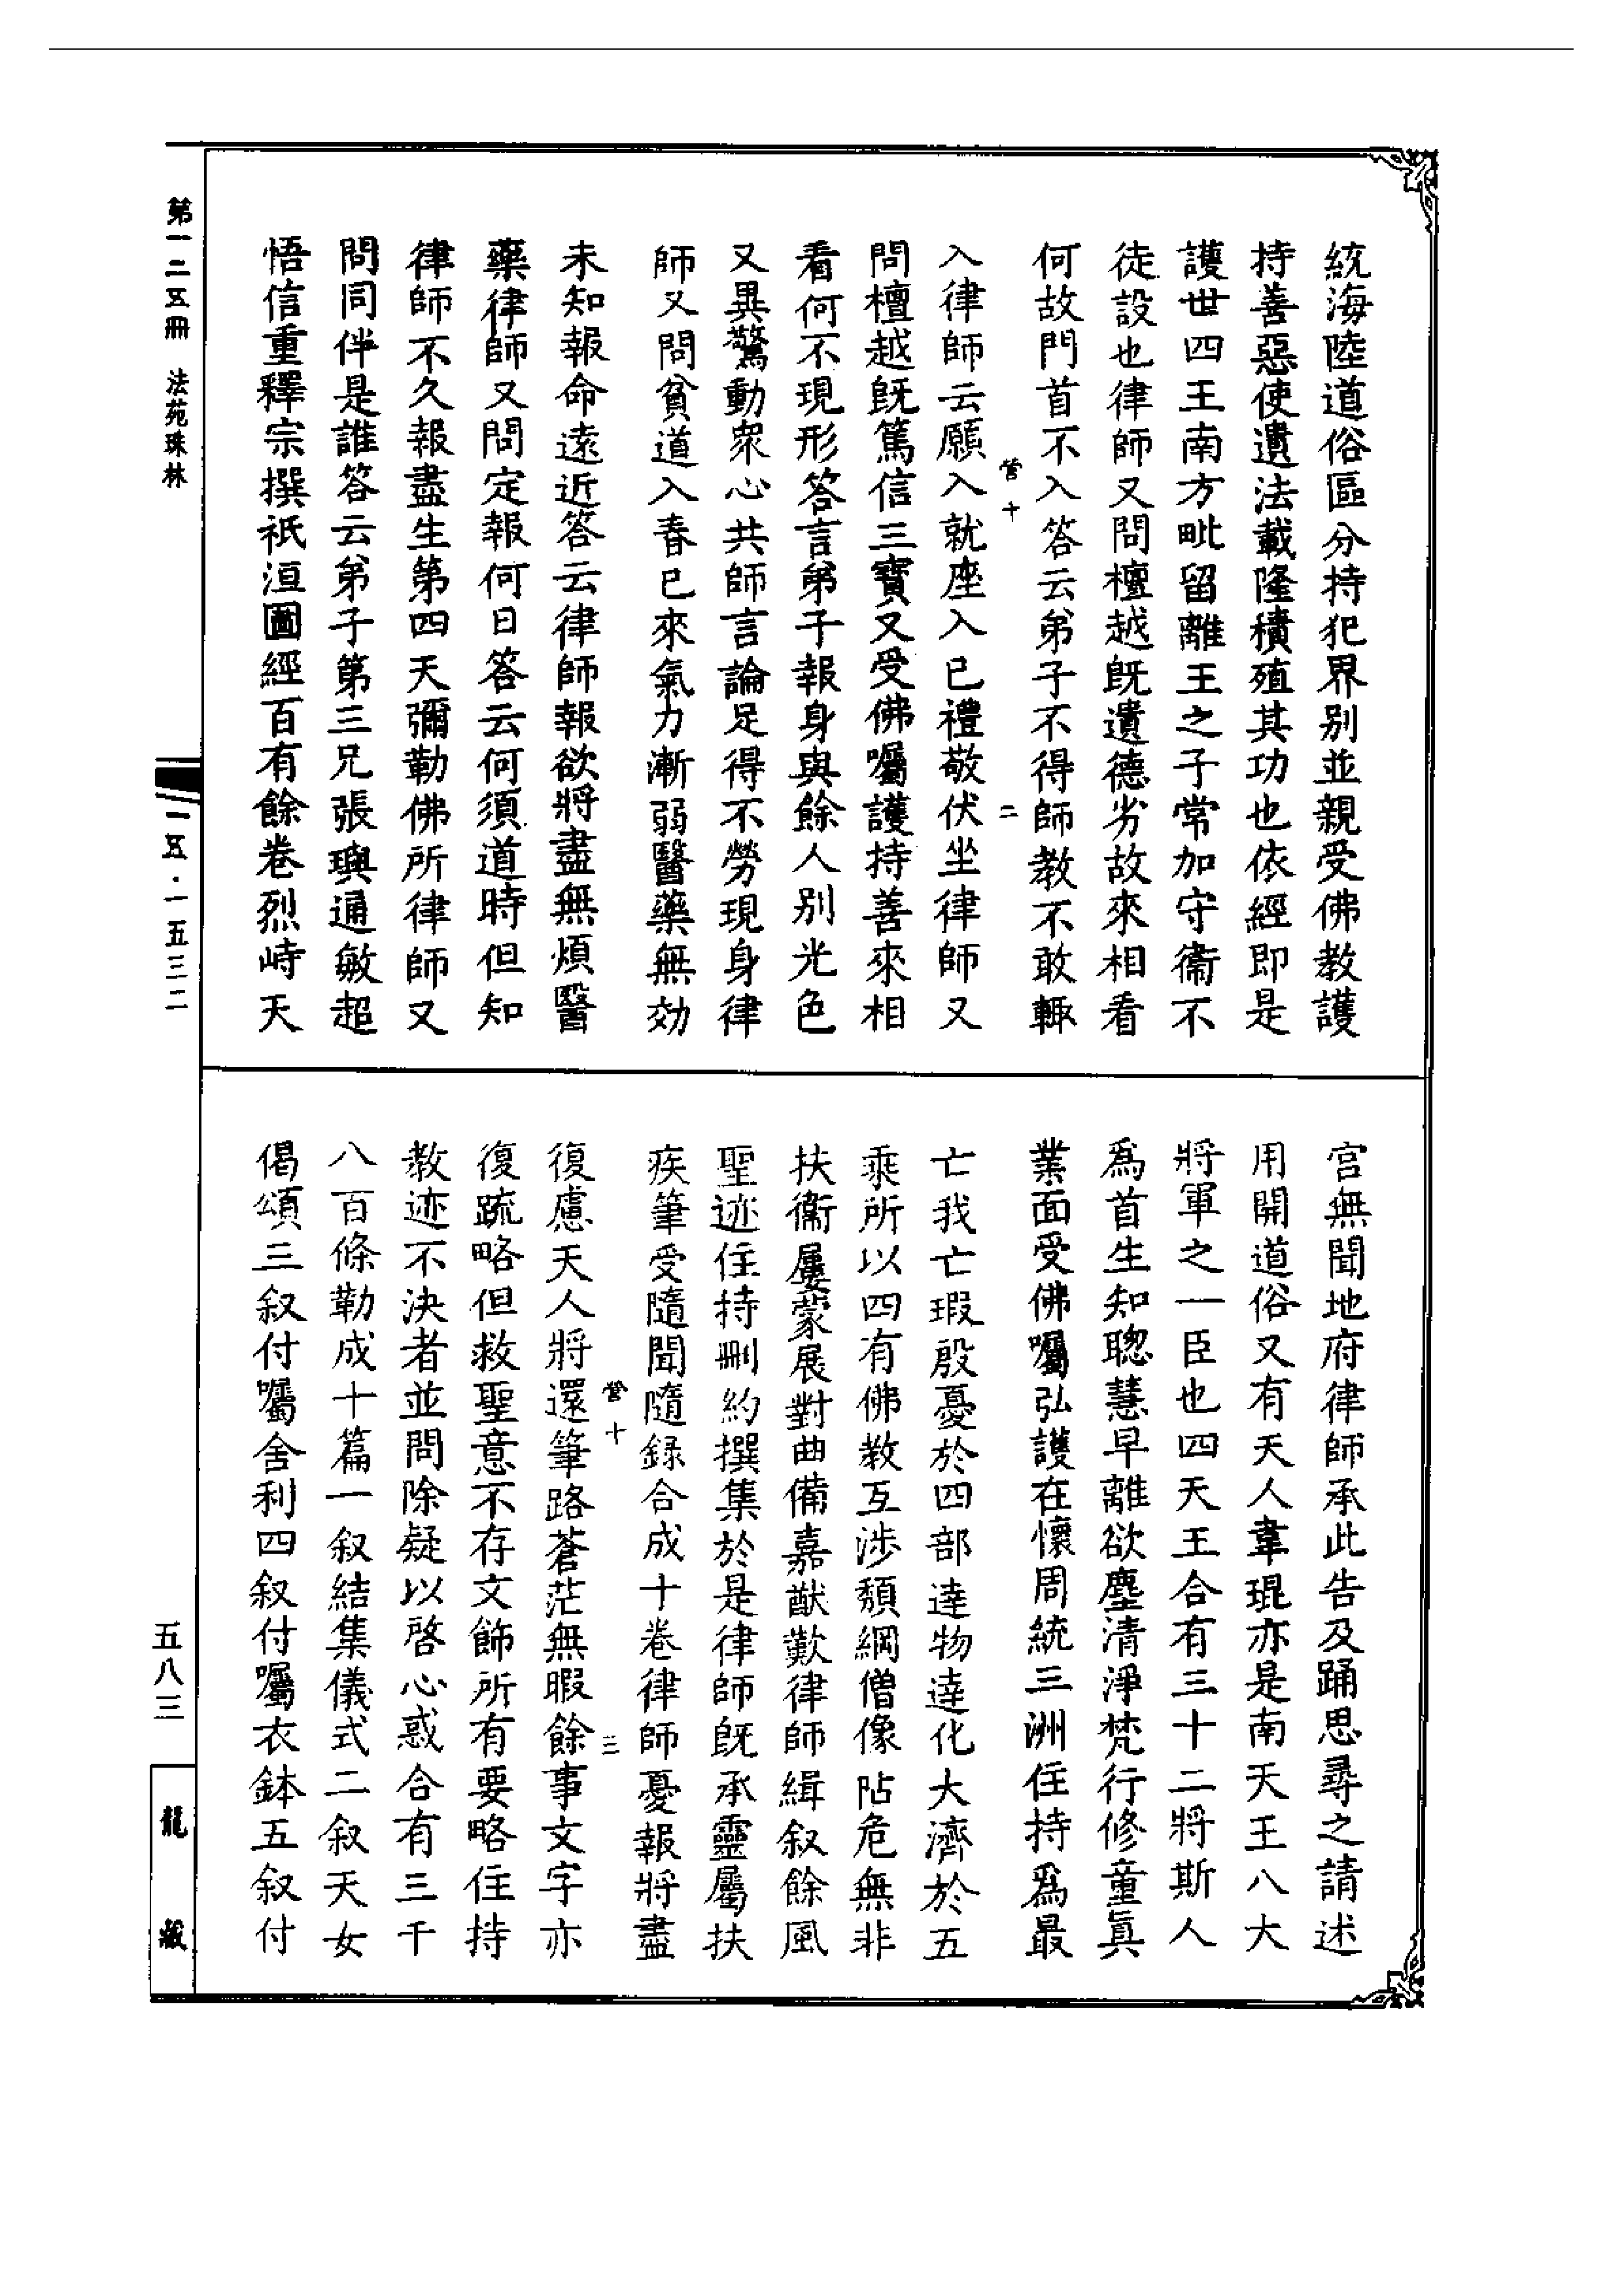 統海陸道俗區分持犯界別並親受佛教護
持善惡使遺法載隆積殖其功也依經即是
護世四王南方毗留離王之子常加守衞不
徒設也律師又問檀越既遺德劣故來相看
何故門首不入答云弟子不得師教不敢輙
營十 二
入律師云願入就座入已禮敬伏坐律師又
問檀越既篤信三寶又受佛囑護持善來相
看何不現形答言弟子報身與餘人別光色
又異驚動衆心共師言論足得不勞現身律
師又問貧道入春已來氣力漸弱醫藥無効
未知報命遠近答云律師報欲將盡無煩醫
藥律師又問定報何日答云何須道時但知
律師不久報盡生第四天彌勒佛所律師又
問同伴是誰答云弟子第三兄張璵通敏超
悟信重釋宗撰祇洹圖經百有餘卷烈峙天
官無聞地府律師承此告及踊思尋之請述
用開道俗又有天人韋琨亦是南天王八大
將軍之一臣也四天王合有三十二將斯人
爲首生知聰慧早離欲塵清淨梵行修童眞
業面受佛囑弘護在懷周統三洲住持爲最
亡我亡瑕殷憂於四部達物達化大濟於五
乘所以四有佛教互涉頹綱僧像阽危無非
扶衞屢蒙展對曲備嘉猷歎律師緝叙餘風
聖迹住持刪約撰集於是律師既承靈屬扶
疾筆受隨聞隨録合成十卷律師憂報將盡
營十 三
復慮天人將還筆路蒼茫無暇餘事文字亦
復疏略但救聖意不存文飾所有要略住持
教迹不決者並問除疑以啓心惑合有三千
八百條勒成十篇一叙結集儀式二叙天女
偈頌三叙付囑舍利四叙付囑衣鉢五叙付
第一二五冊 法苑珠林
一五·一五三二
五八三
龍藏